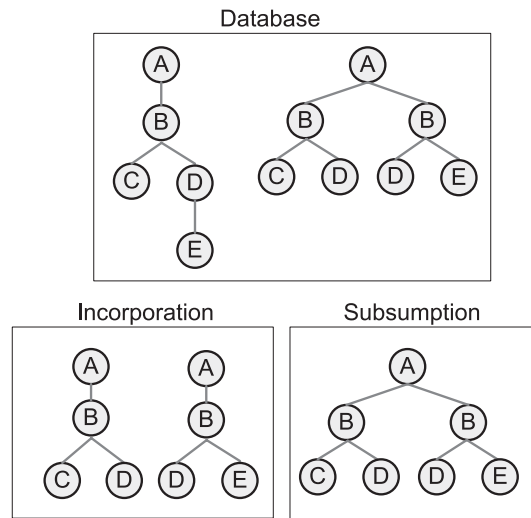 Database
A A
B B B
C D C D D E
E
Incorporation Subsumption
A A A
B B B B
C D D E C D D E